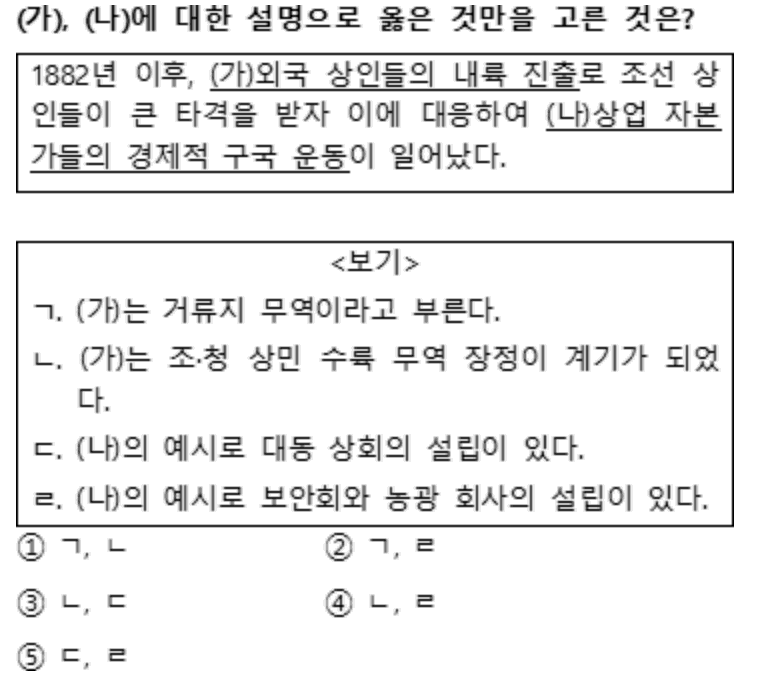 (가), (나)에 대한 설명으로 옳은 것만을 고른 것은?
1882년 이후, (가)외국 상인들의 내륙 진출로 조선 상
인들이 큰 타격을 받자 이에 대응하여 (나)상업 자본
가들의 경제적 구국 운동이 일어났다.
<보기>
ㄱ. (가)는 거류지 무역이라고 부른다.
ㄴ. (가)는 조·청 상민 수륙 무역 장정이 계기가 되었
다.
ㄷ. (나)의 예시로 대동 상회의 설립이 있다.
ㄹ. (나)의 예시로 보안회와 농광 회사의 설립이 있다.
① ㄱ, ㄴ ② ㄱ, ㄹ
③ ㄴ, ㄷ ④ ㄴ, ㄹ
⑤ ㄷ, ㄹ